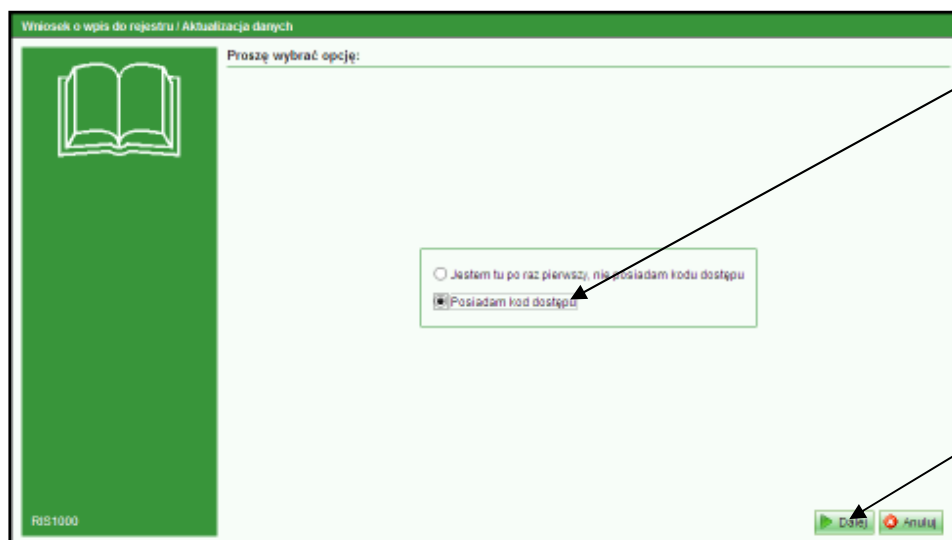 Wniosek o wpis do rejestru / Aktualizacja danych
Proszę wybrać opcję:
Jestem tu po raz pierwszy, nie posiadam kodu dostępu
Posiadam kod dostępu
RIS1000
Dalej
Anuluj